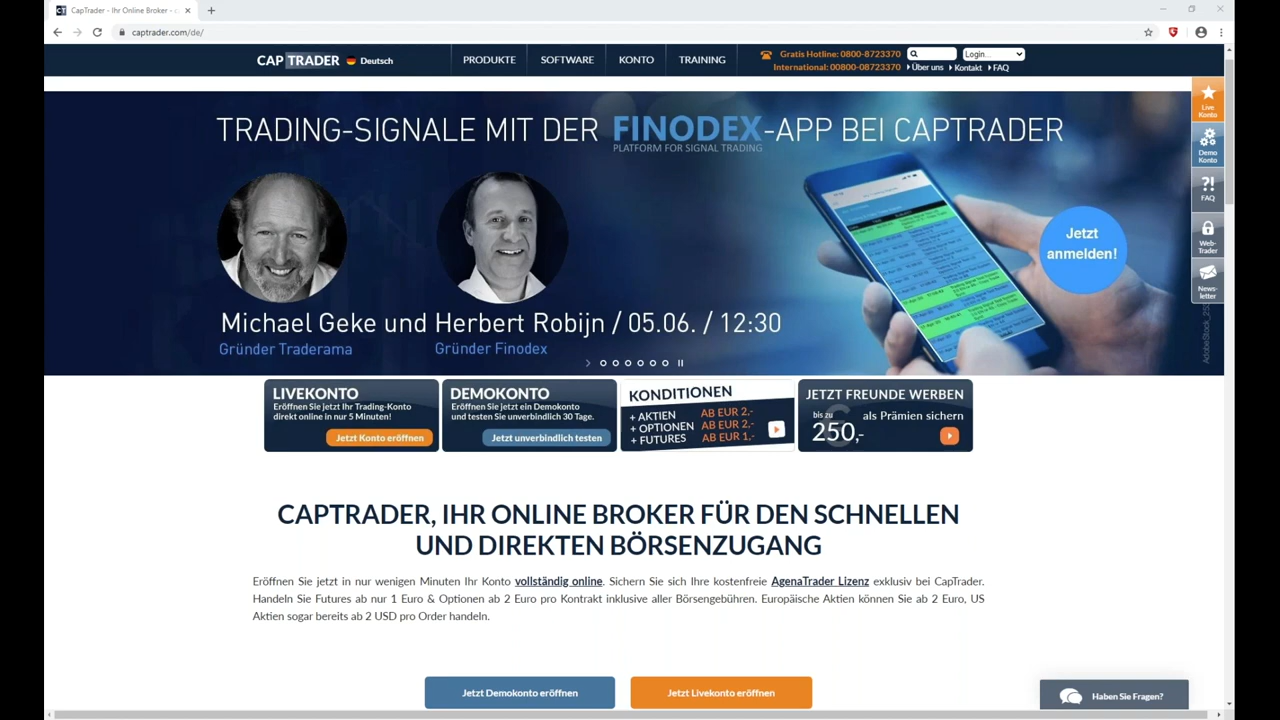 CapTrader - Ihr Online Broker -
captrader.com/de/
CAP TRADER
Deutsch
PRODUKTE
SOFTWARE
KONTO
TRAINING
Gratis Hotline: 0800-8723370
International: 00800-08723370
Login...
Über uns
Kontakt
FAQ
TRADING-SIGNALE MIT DER FINODEX-APP BEI CAPTRADER
PLATFORM FOR SIGNAL TRADING
Jetzt
anmelden!
Michael Geke und Herbert Robijn / 05.06. / 12:30
Gründer Traderama
Gründer Finodex
Live
Konto
Demo
Konto
?!
FAQ
Web-
Trader
News-
letter
LIVEKONTO
Eröffnen Sie jetzt Ihr Trading-Konto
direkt online in nur 5 Minuten!
Jetzt Konto eröffnen
DEMOKONTO
Eröffnen Sie jetzt ein Demokonto
und testen Sie unverbindlich 30 Tage.
Jetzt unverbindlich testen
KONDITIONEN
+ AKTIEN AB EUR 2,-
+ OPTIONEN AB EUR 2,-
+ FUTURES AB EUR 1,-
JETZT FREUNDE WERBEN
bis zu
250,-
als Prämien sichern
CAPTRADER, IHR ONLINE BROKER FÜR DEN SCHNELLEN
UND DIREKTEN BÖRSENZUGANG
Eröffnen Sie jetzt in nur wenigen Minuten Ihr Konto vollständig online. Sichern Sie sich Ihre kostenfreie AgenaTrader Lizenz exklusiv bei CapTrader.
Handeln Sie Futures ab nur 1 Euro & Optionen ab 2 Euro pro Kontrakt inklusive aller Börsengebühren. Europäische Aktien können Sie ab 2 Euro, US
Aktien sogar bereits ab 2 USD pro Order handeln.
Jetzt Demokonto eröffnen
Jetzt Livekonto eröffnen
Haben Sie Fragen?